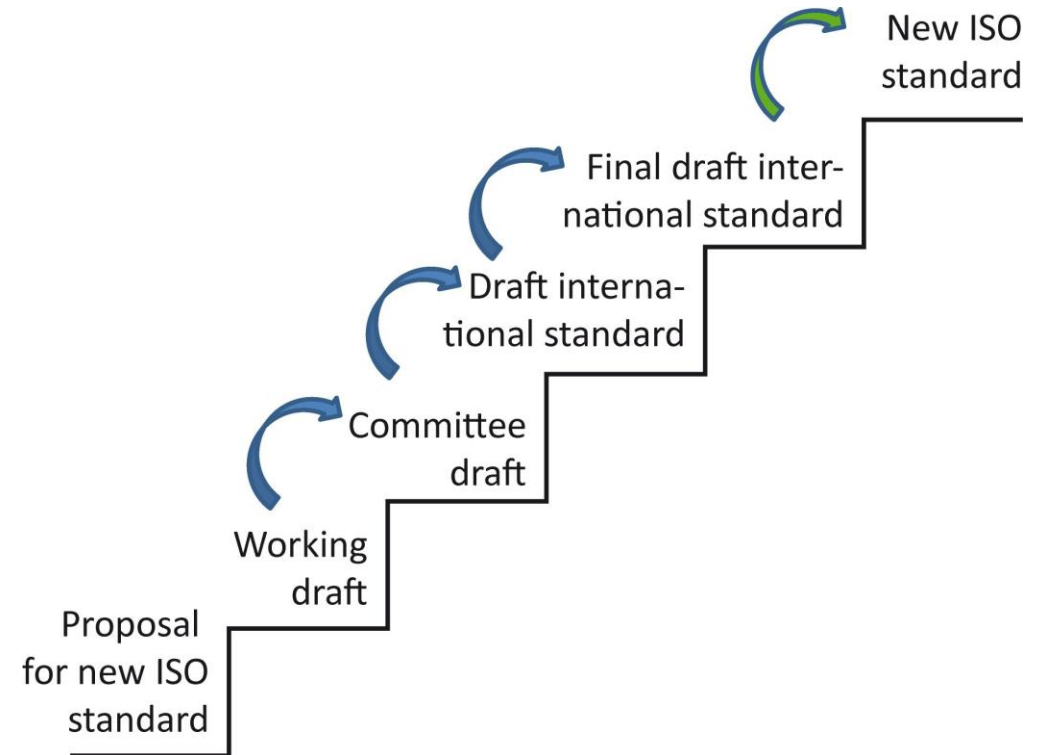 New ISO
standard
Final draft inter-
national standard
Draft interna-
tional standard
Committee
draft
Working
draft
Proposal
for new ISO
standard